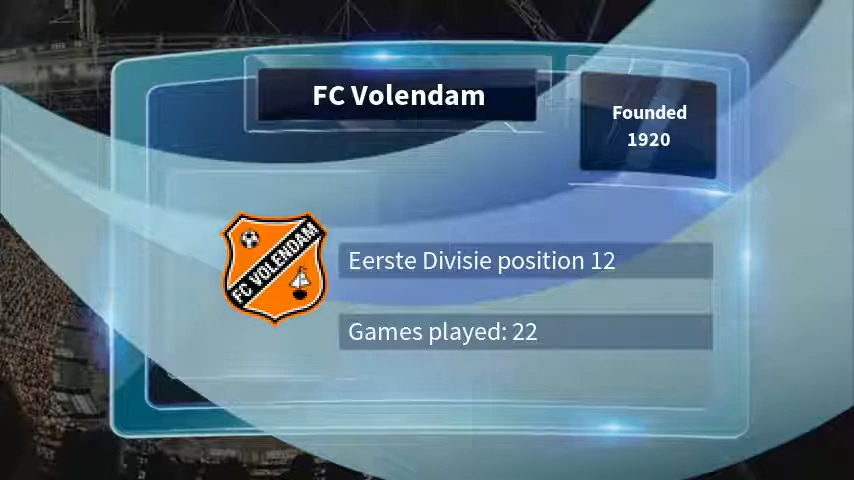 FC Volendam
Founded
1920
FC VOLENDAM
Eerste Divisie position 12
Games played: 22